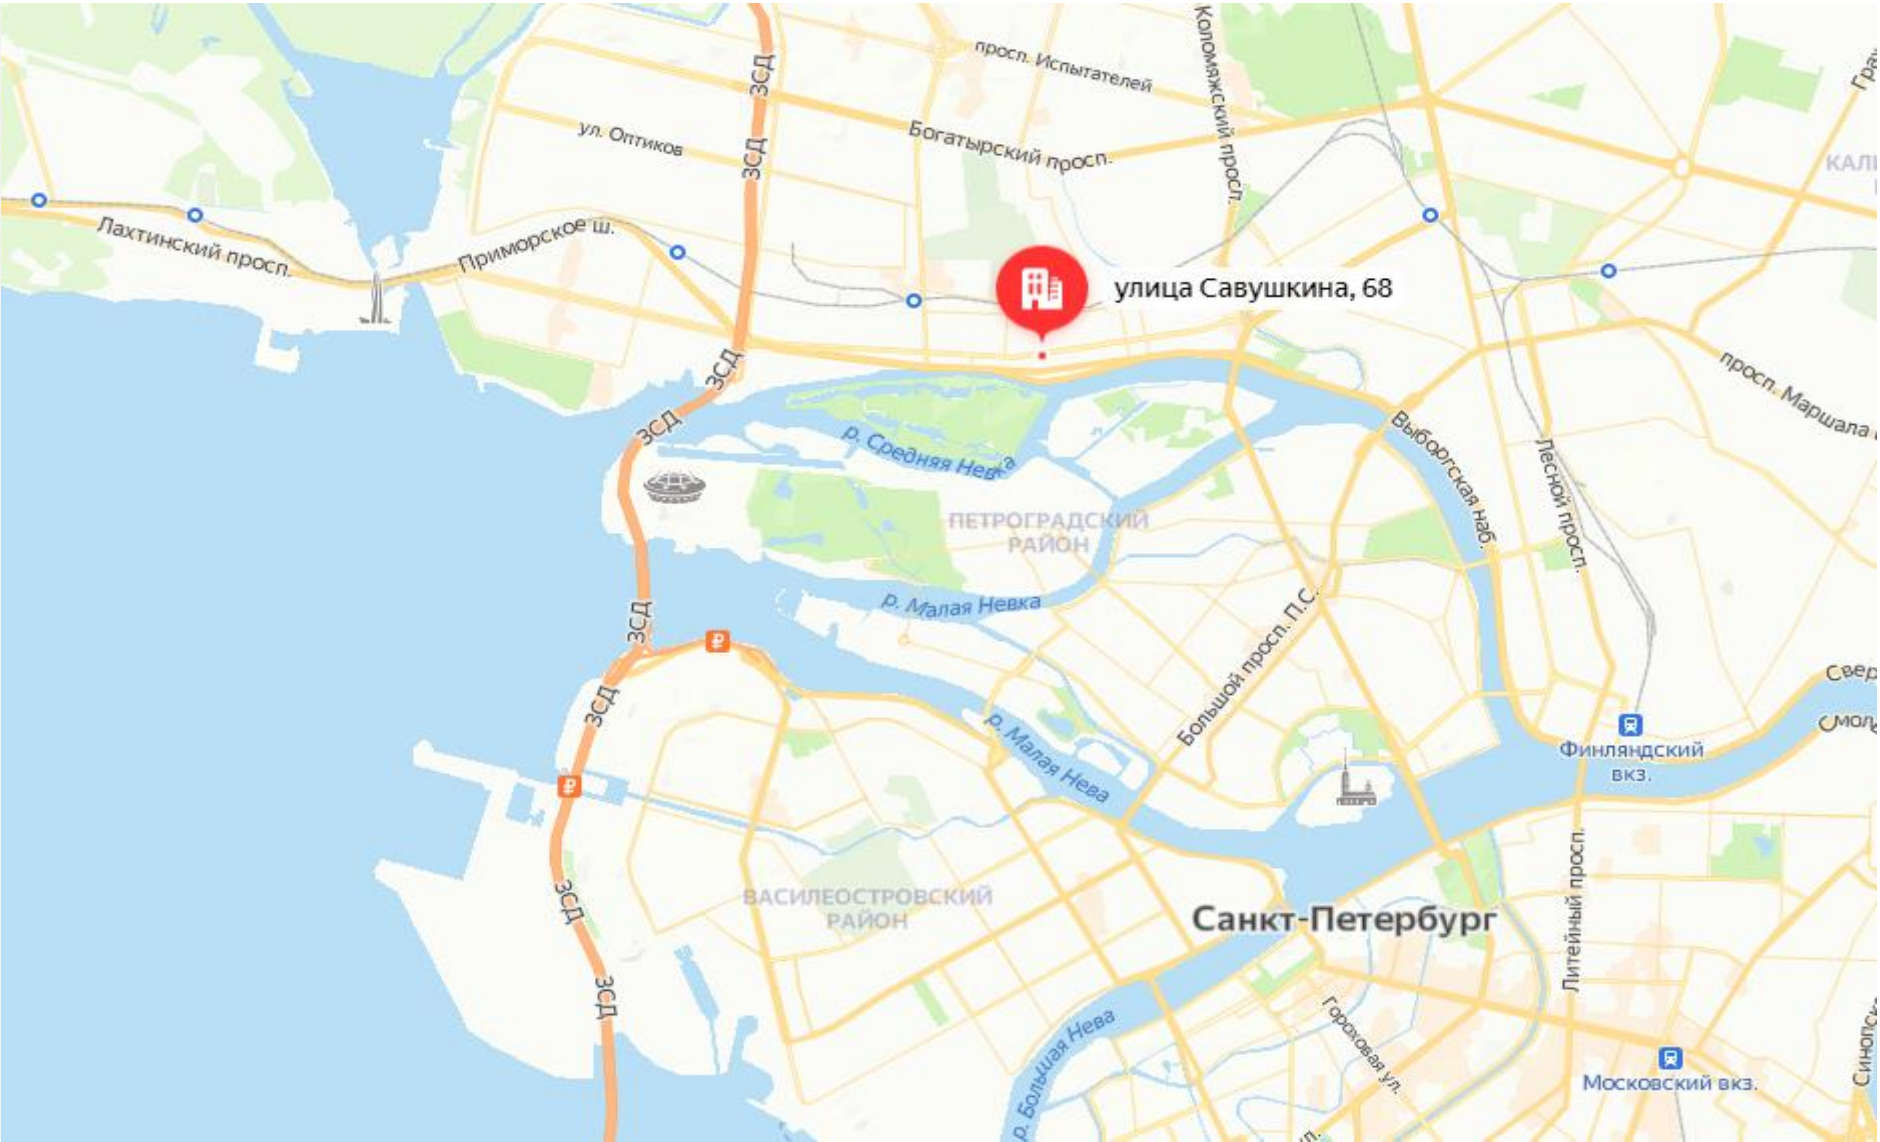 просп. Испытателей
Коломяжский просп.
ЗСД
ул. Оптиков
Богатырский просп.
ЗСД
Лахтинский просп.
Приморское ш.
улица Савушкина, 68
ЗСД
просп. Маршала
ЗСД
р. Средняя Невка
Выборгская наб.
Лесной просп.
ПЕТРОГРАДСКИЙ
РАЙОН
р. Малая Невка
ЗСД
Большой просп. П.С.
ЗСД
р. Малая Нева
Финляндский
вкз.
ВАСИЛЕОСТРОВСКИЙ
РАЙОН
ЗСД
Санкт-Петербург
Литейный просп.
ЗСД
Гороховая ул.
р. Большая Нева
Московский вкз.